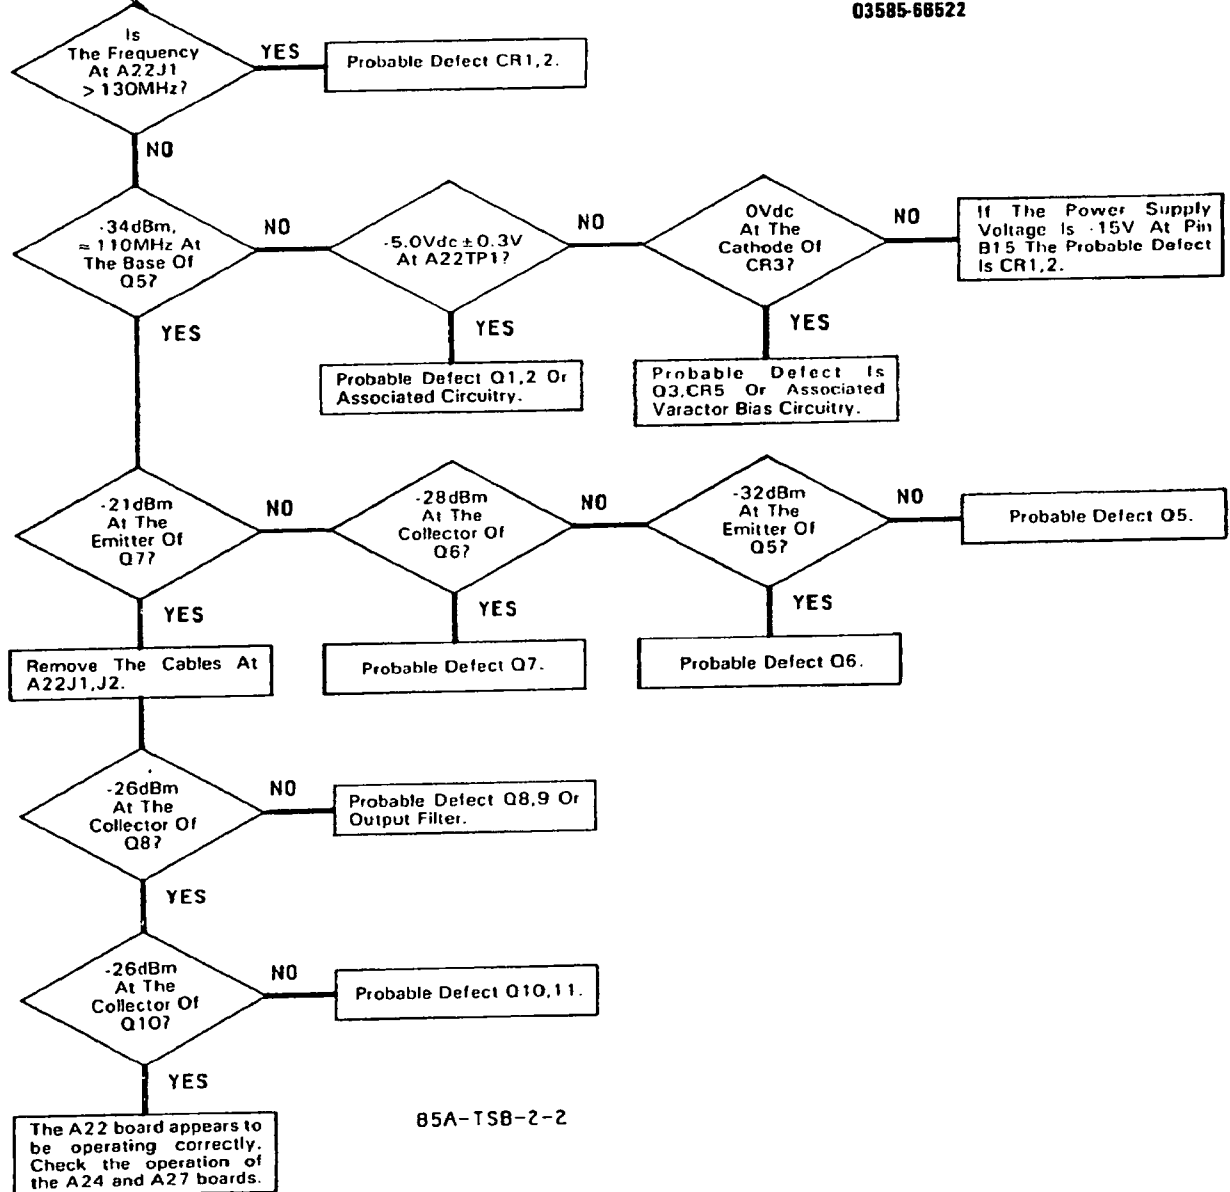 03585-66522
Is
The Frequency
At A22J1
> 130MHz?
YES
Probable Defect CR1,2.
NO
-34dBm,
≈ 110MHz At
The Base Of
Q5?
NO
-5.0Vdc ± 0.3V
At A22TP1?
NO
0Vdc
At The
Cathode Of
CR3?
NO
If The Power Supply
Voltage Is -15V At Pin
B15 The Probable Defect
Is CR1,2.
YES
YES
YES
Probable Defect Q1,2 Or
Associated Circuitry.
Probable Defect Is
Q3,CR5 Or Associated
Varactor Bias Circuitry.
-21dBm
At The
Emitter Of
Q7?
NO
-28dBm
At The
Collector Of
Q6?
NO
-32dBm
At The
Emitter Of
Q5?
NO
Probable Defect Q5.
YES
YES
YES
Remove The Cables At
A22J1,J2.
Probable Defect Q7.
Probable Defect Q6.
-26dBm
At The
Collector Of
Q8?
NO
Probable Defect Q8,9 Or
Output Filter.
YES
-26dBm
At The
Collector Of
Q10?
NO
Probable Defect Q10,11.
YES
The A22 board appears to
be operating correctly.
Check the operation of
the A24 and A27 boards.
85A-TSB-2-2